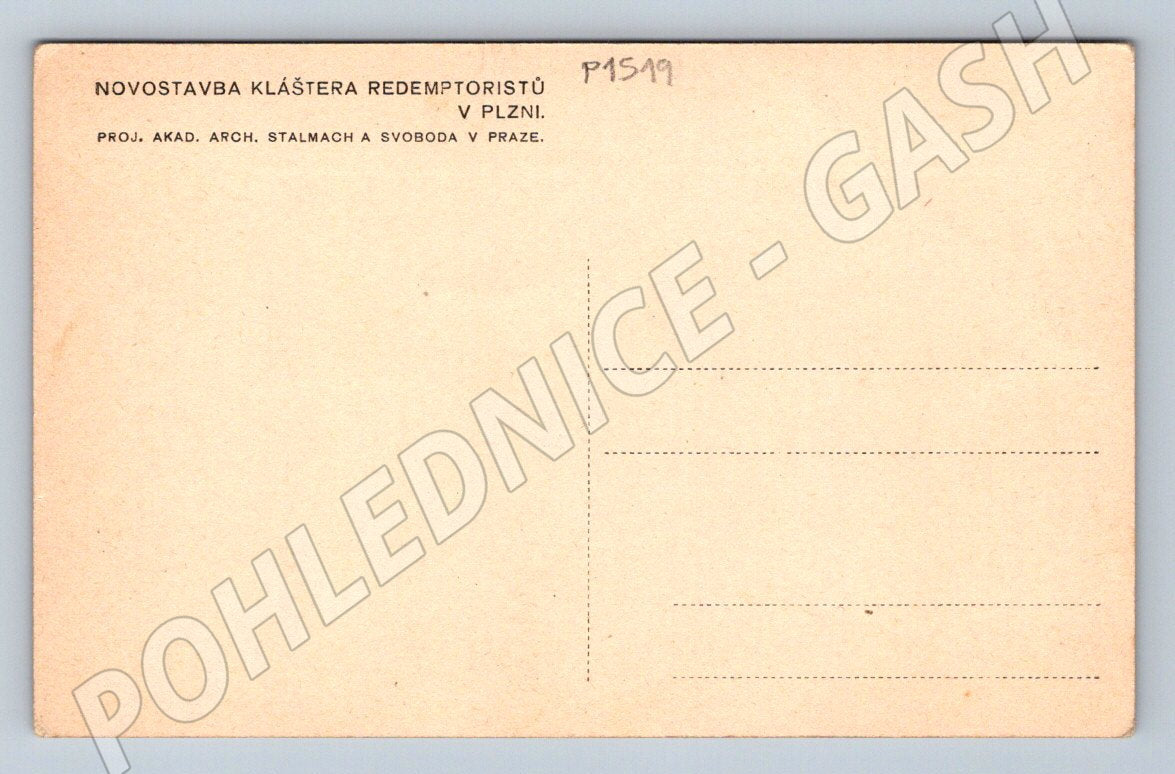 NOVOSTAVBA KLÁŠTERA REDEMPTORISTŮ
V PLZNI.
PROJ. AKAD. ARCH. STALMACH A SVOBODA V PRAZE.
P1519
POHLEDNICE - GASH